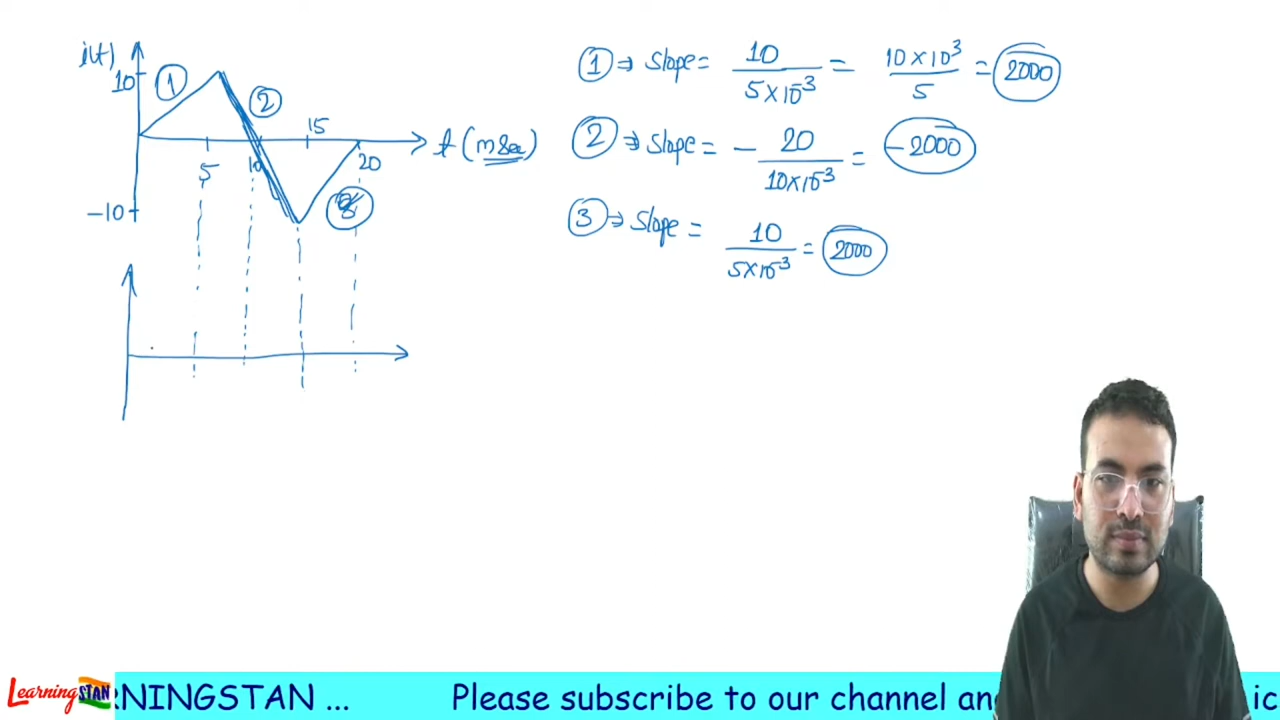 i(t)
10
①
②
15
5
10
20
t (msec)
-10
③
① ⇒ Slope = 10 / 5×10⁻³ = 10×10³ / 5 = 2000
② ⇒ Slope = - 20 / 10×10⁻³ = -2000
③ ⇒ Slope = 10 / 5×10⁻³ = 2000
LearningSTAN
RNINGSTAN ... Please subscribe to our channel an
ic